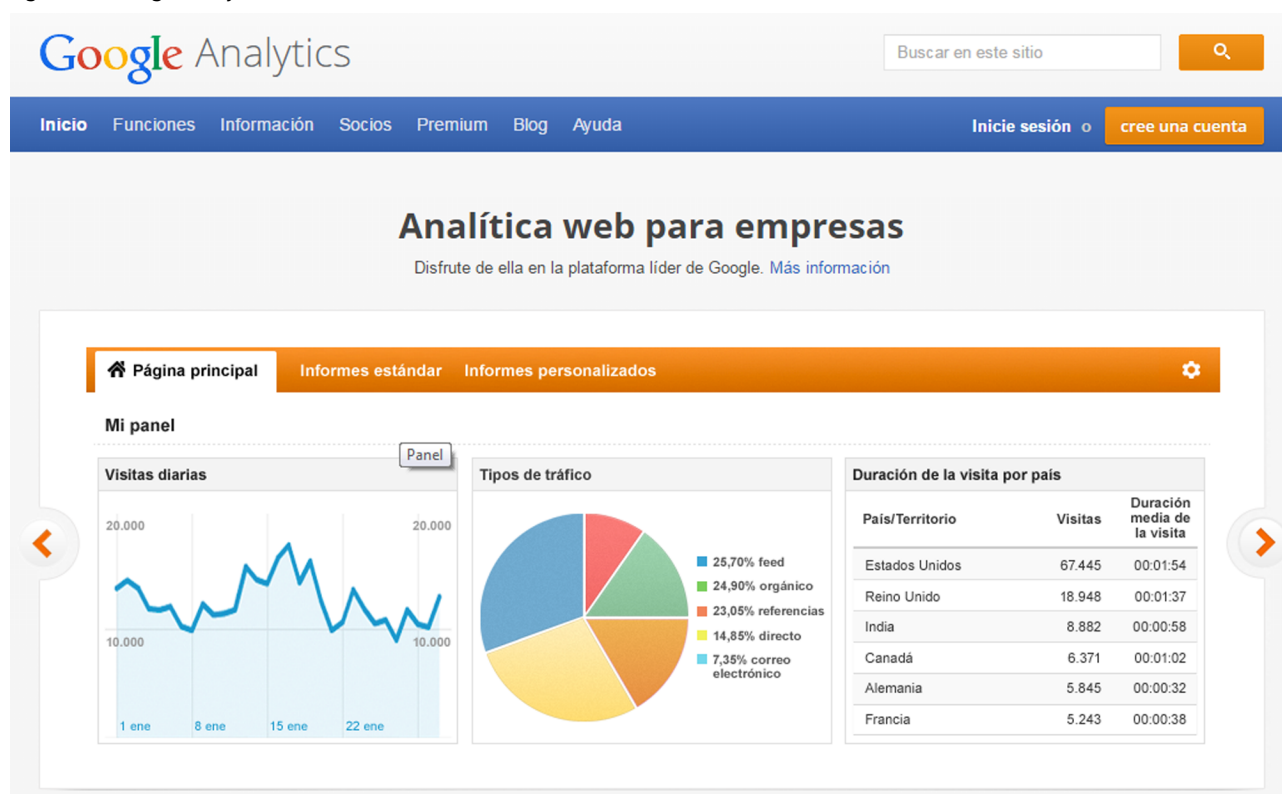 Google Analytics
Buscar en este sitio
Inicio Funciones Información Socios Premium Blog Ayuda Inicie sesión o cree una cuenta
Analítica web para empresas
Disfrute de ella en la plataforma líder de Google. Más información
Página principal Informes estándar Informes personalizados
Mi panel
Panel
Visitas diarias
20.000 20.000
10.000 10.000
1 ene 8 ene 15 ene 22 ene
Tipos de tráfico
25,70% feed
24,90% orgánico
23,05% referencias
14,85% directo
7,35% correo
electrónico
Duración de la visita por país
País/Territorio Visitas Duración
media de
la visita
Estados Unidos 67.445 00:01:54
Reino Unido 18.948 00:01:37
India 8.882 00:00:58
Canadá 6.371 00:01:02
Alemania 5.845 00:00:32
Francia 5.243 00:00:38